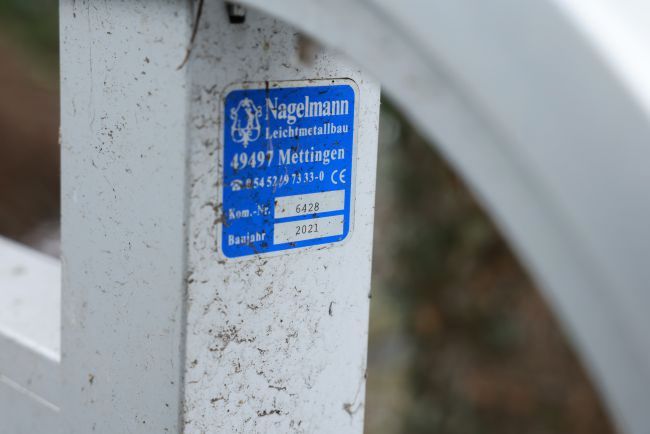 Nagelmann
Leichtmetallbau
49497 Mettingen
☎ 0 54 52/9 73 33-0 CE
Kom.-Nr. 6428
Baujahr 2021